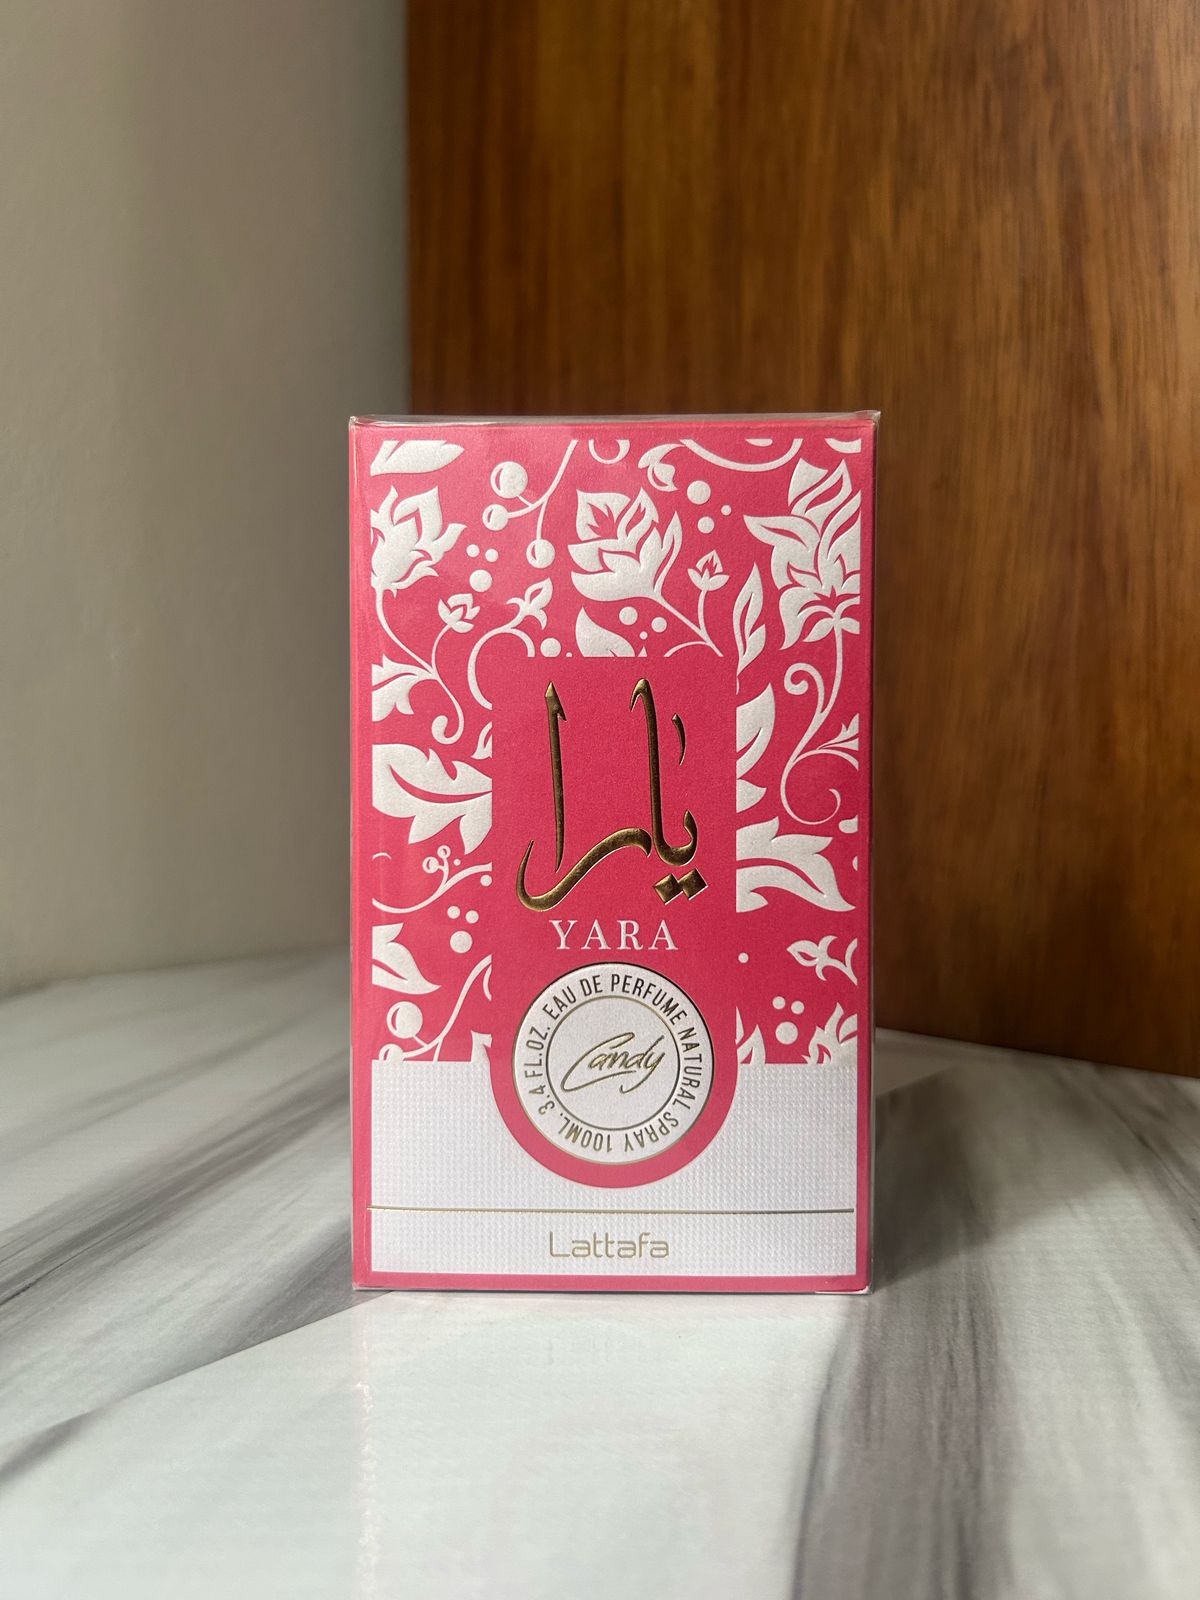 يارا
YARA
100ML. 3.4 FL.OZ. EAU DE PERFUME NATURAL SPRAY
Candy
Lattafa